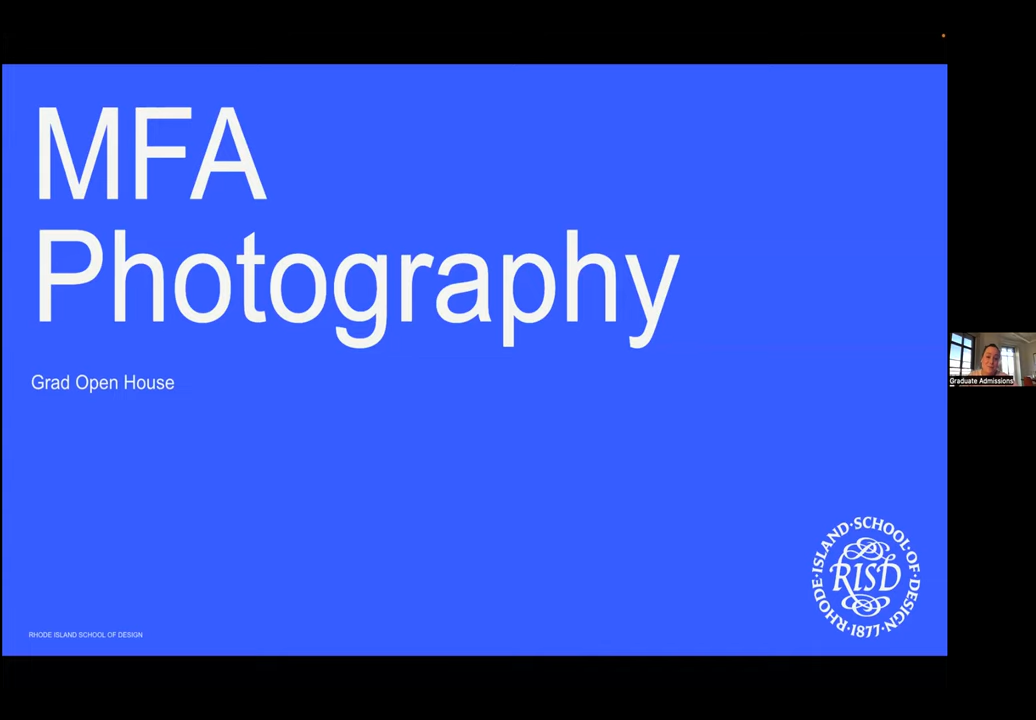 MFA
Photography
Grad Open House
Graduate Admissions
RHODE·ISLAND·SCHOOL·OF·DESIGN
RISD
·1877·
RHODE ISLAND SCHOOL OF DESIGN